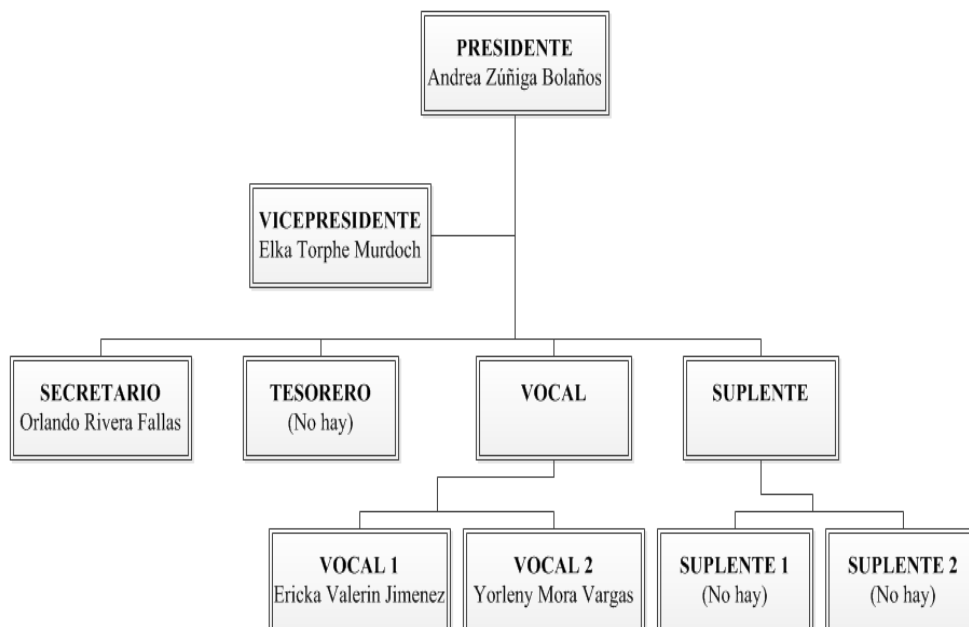 PRESIDENTE
Andrea Zúñiga Bolaños
VICEPRESIDENTE
Elka Torphe Murdoch
SECRETARIO
Orlando Rivera Fallas
TESORERO
(No hay)
VOCAL
SUPLENTE
VOCAL 1
Ericka Valerin Jimenez
VOCAL 2
Yorleny Mora Vargas
SUPLENTE 1
(No hay)
SUPLENTE 2
(No hay)